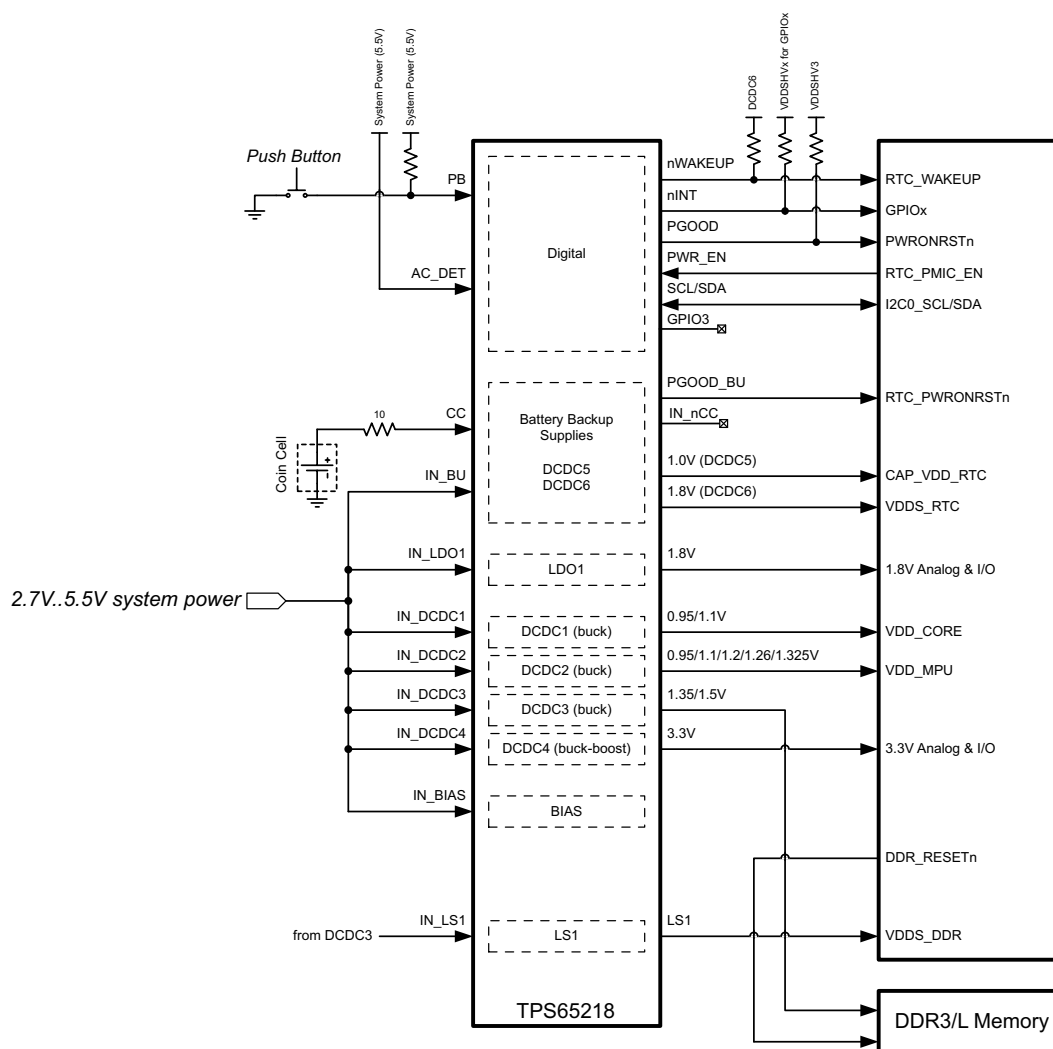 System Power (5.5V)
System Power (5.5V)
DCDC6
VDDSHVx for GPIOx
VDDSHV3
Push Button
PB
AC_DET
Digital
nWAKEUP
nINT
PGOOD
PWR_EN
SCL/SDA
GPIO3
RTC_WAKEUP
GPIOx
PWRONRSTn
RTC_PMIC_EN
I2C0_SCL/SDA
Coin Cell
+
10
CC
IN_BU
Battery Backup
Supplies
DCDC5
DCDC6
PGOOD_BU
IN_nCC
1.0V (DCDC5)
1.8V (DCDC6)
RTC_PWRONRSTn
CAP_VDD_RTC
VDDS_RTC
2.7V..5.5V system power
IN_LDO1
LDO1
1.8V
1.8V Analog & I/O
IN_DCDC1
DCDC1 (buck)
0.95/1.1V
VDD_CORE
IN_DCDC2
DCDC2 (buck)
0.95/1.1/1.2/1.26/1.325V
VDD_MPU
IN_DCDC3
DCDC3 (buck)
1.35/1.5V
IN_DCDC4
DCDC4 (buck-boost)
3.3V
3.3V Analog & I/O
IN_BIAS
BIAS
DDR_RESETn
from DCDC3
IN_LS1
LS1
LS1
VDDS_DDR
TPS65218
DDR3/L Memory